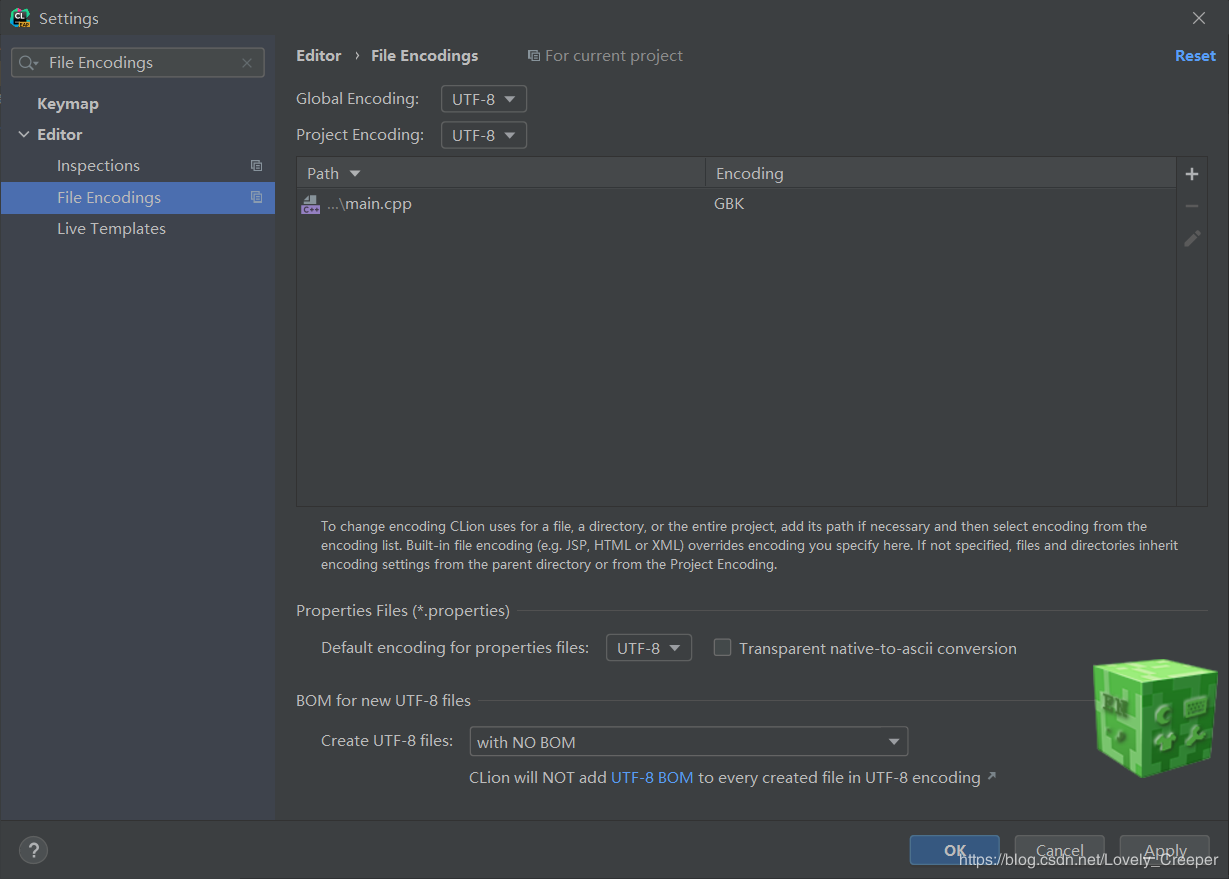 Settings
File Encodings
Keymap
Editor
Inspections
File Encodings
Live Templates
Editor › File Encodings
For current project
Reset
Global Encoding: UTF-8
Project Encoding: UTF-8
Path Encoding
C++ ...\main.cpp GBK
To change encoding CLion uses for a file, a directory, or the entire project, add its path if necessary and then select encoding from the
encoding list. Built-in file encoding (e.g. JSP, HTML or XML) overrides encoding you specify here. If not specified, files and directories inherit
encoding settings from the parent directory or from the Project Encoding.
Properties Files (*.properties)
Default encoding for properties files: UTF-8 Transparent native-to-ascii conversion
BOM for new UTF-8 files
Create UTF-8 files: with NO BOM
CLion will NOT add UTF-8 BOM to every created file in UTF-8 encoding ↗
?
OK Cancel Apply
https://blog.csdn.net/Lovely_Creeper